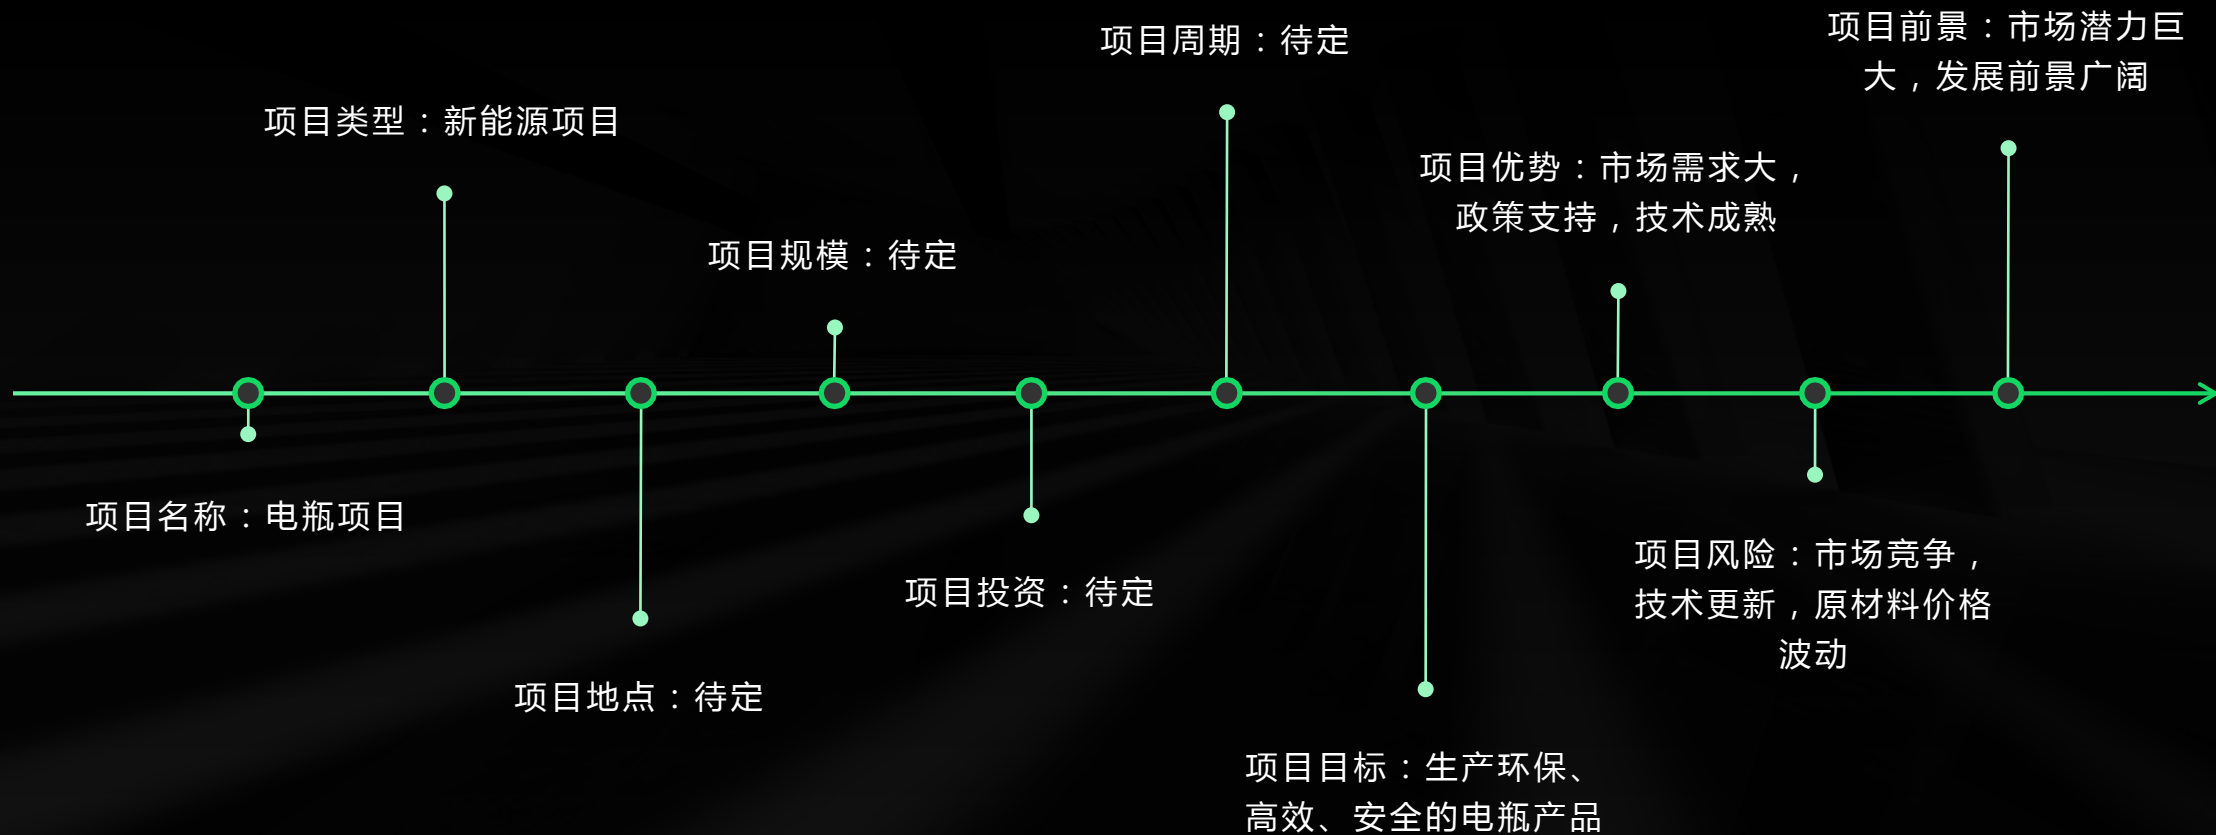 项目名称：电瓶项目
项目类型：新能源项目
项目地点：待定
项目规模：待定
项目投资：待定
项目周期：待定
项目目标：生产环保、
高效、安全的电瓶产品
项目优势：市场需求大，
政策支持，技术成熟
项目风险：市场竞争，
技术更新，原材料价格
波动
项目前景：市场潜力巨
大，发展前景广阔